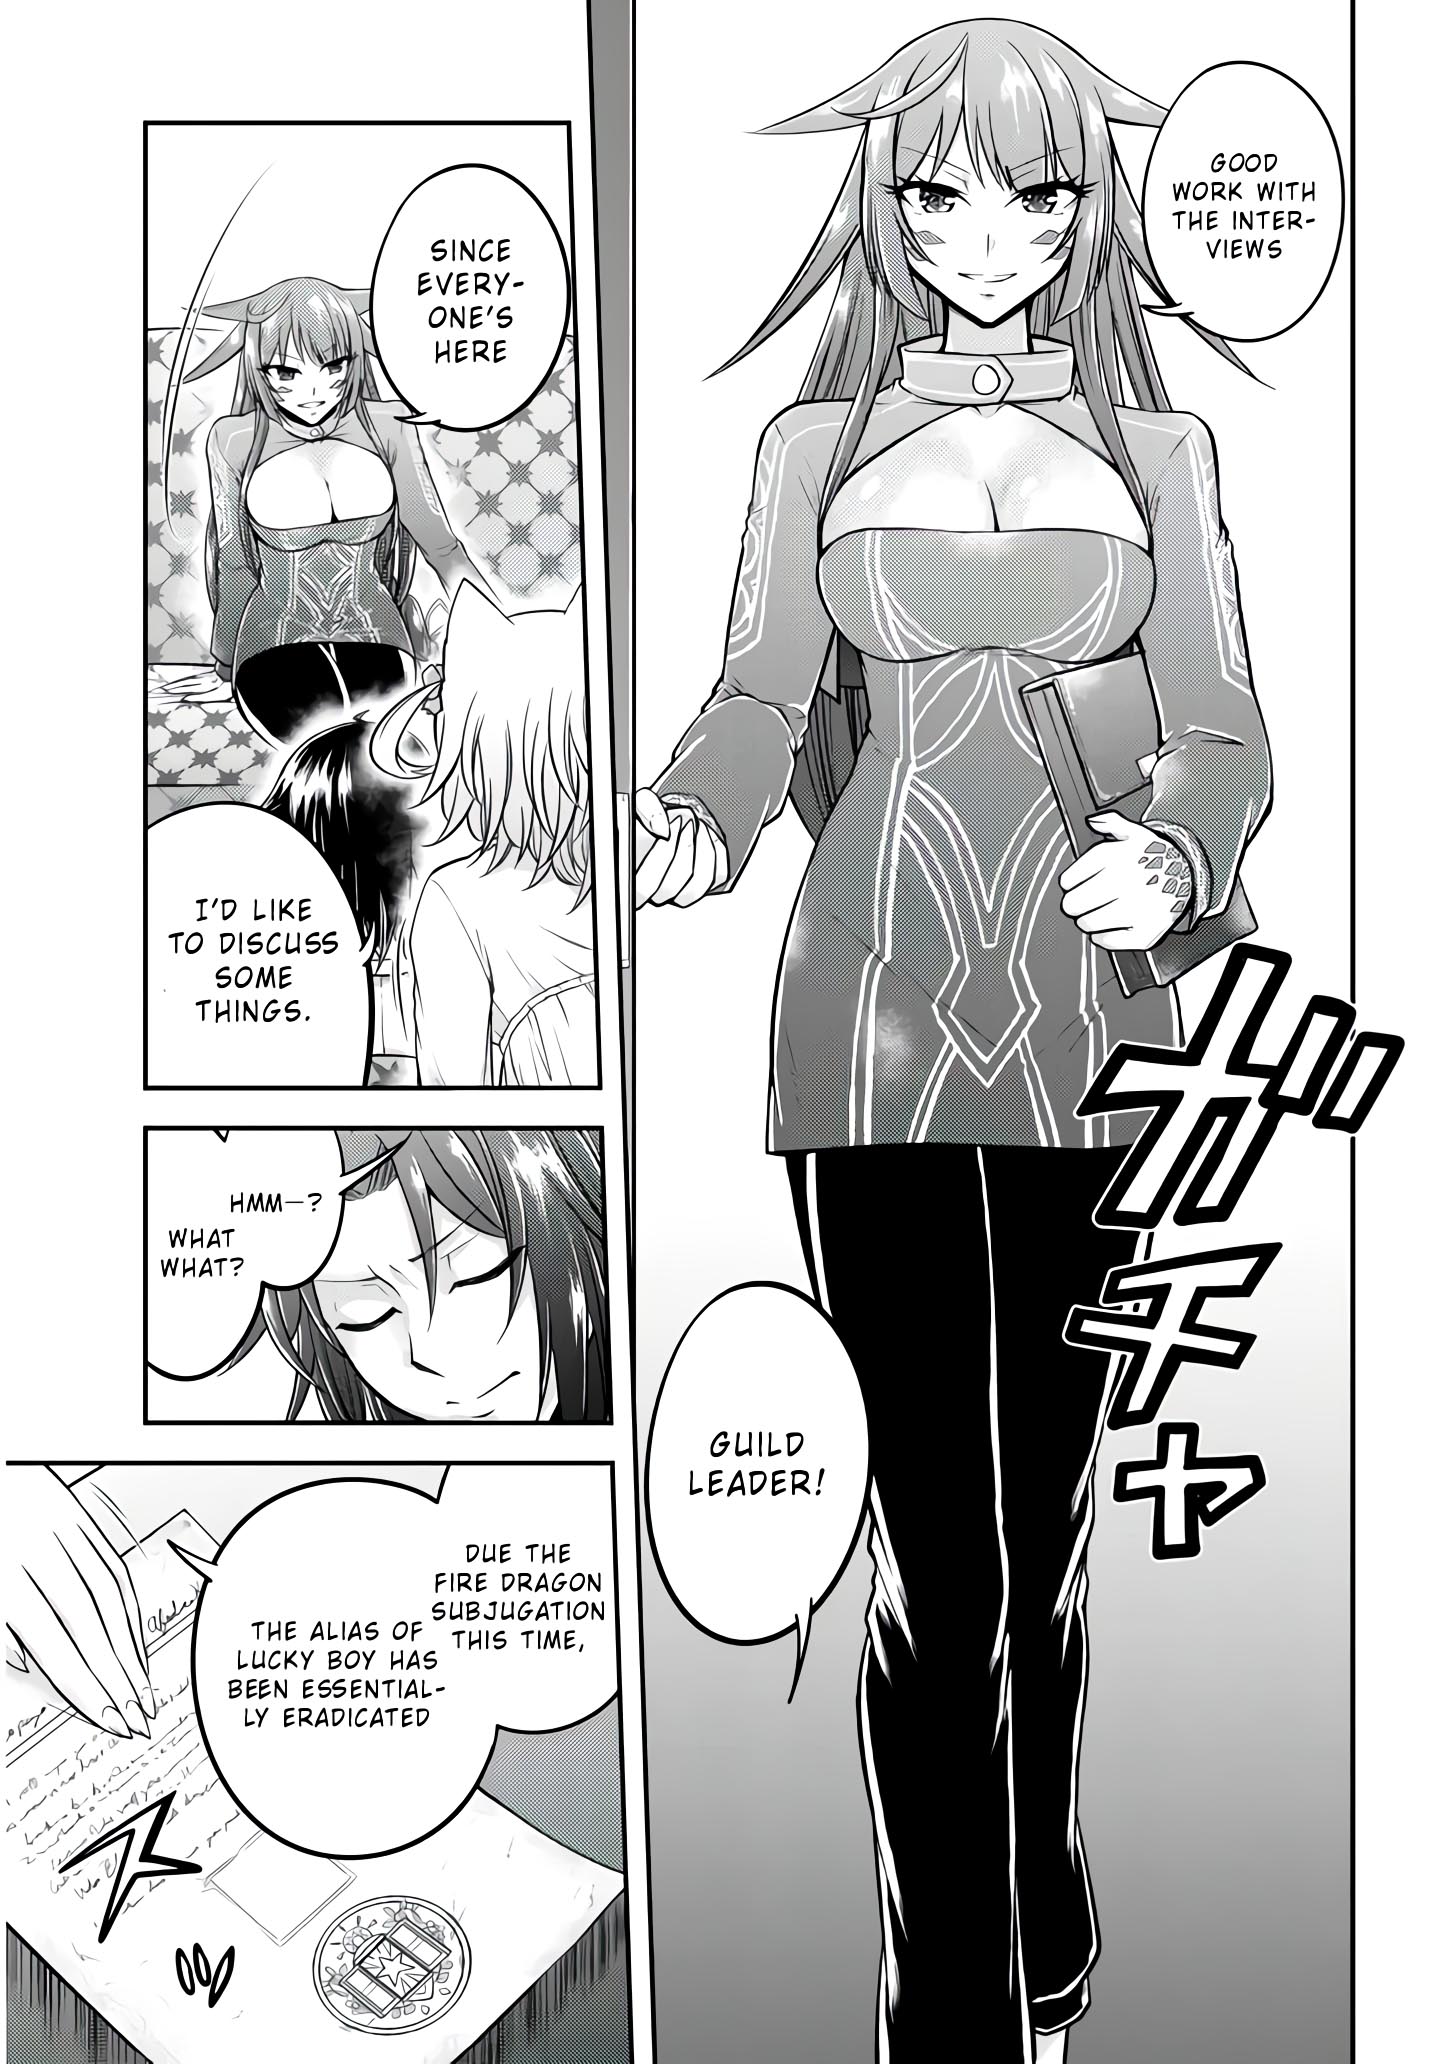 GOOD
WORK WITH
THE INTER-
VIEWS
ガチャ
GUILD
LEADER!
SINCE
EVERY-
ONE'S
HERE
I'D LIKE
TO DISCUSS
SOME
THINGS.
HMM—?
WHAT
WHAT?
DUE THE
FIRE DRAGON
SUBJUGATION
THIS TIME,
THE ALIAS OF
LUCKY BOY HAS
BEEN ESSENTIAL-
LY ERADICATED